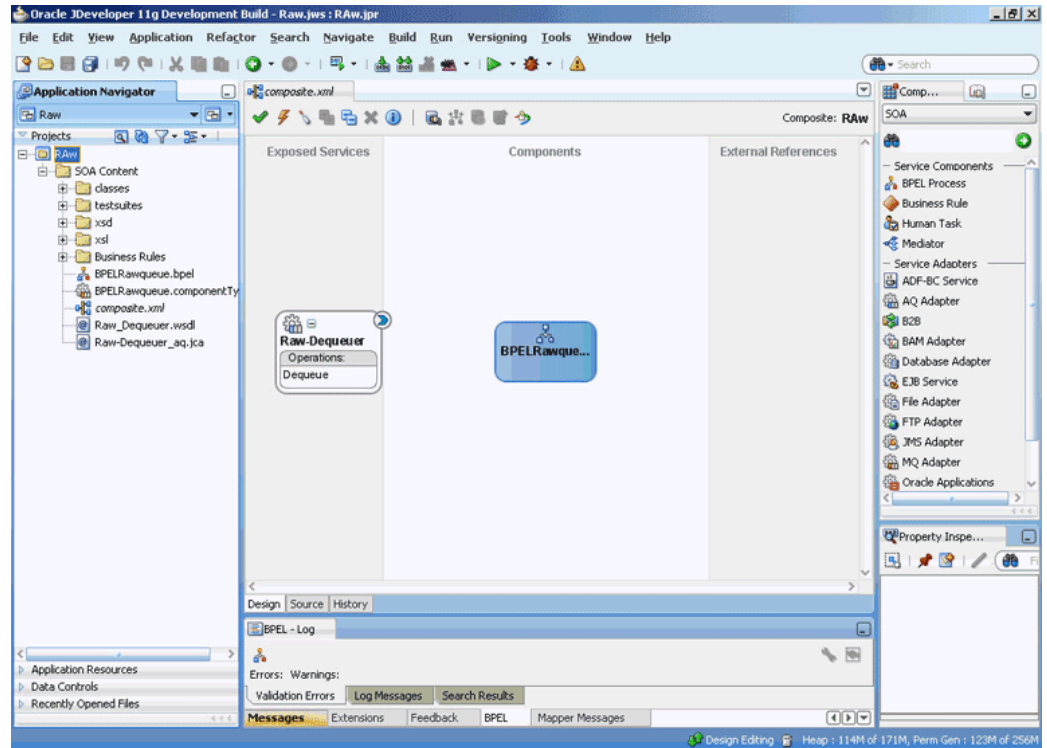 Oracle JDeveloper 11g Development Build - Raw.jws : RAw.jpr
File Edit View Application Refactor Search Navigate Build Run Versioning Tools Window Help
Search
Application Navigator
Raw
Projects
RAw
SOA Content
classes
testsuites
xsd
xsl
Business Rules
BPELRawqueue.bpel
BPELRawqueue.componentTy
composite.xml
Raw_Dequeuer.wsdl
Raw-Dequeuer_aq.jca
Application Resources
Data Controls
Recently Opened Files
composite.xml
Composite: RAw
Exposed Services Components External References
Raw-Dequeuer
Operations:
Dequeue
BPELRawque...
Design Source History
BPEL - Log
Errors: Warnings:
Validation Errors Log Messages Search Results
Messages Extensions Feedback BPEL Mapper Messages
Comp...
SOA
Service Components
BPEL Process
Business Rule
Human Task
Mediator
Service Adapters
ADF-BC Service
AQ Adapter
B2B
BAM Adapter
Database Adapter
EJB Service
File Adapter
FTP Adapter
JMS Adapter
MQ Adapter
Oracle Applications
Property Inspe...
Fi
Design Editing Heap : 114M of 171M, Perm Gen : 123M of 256M